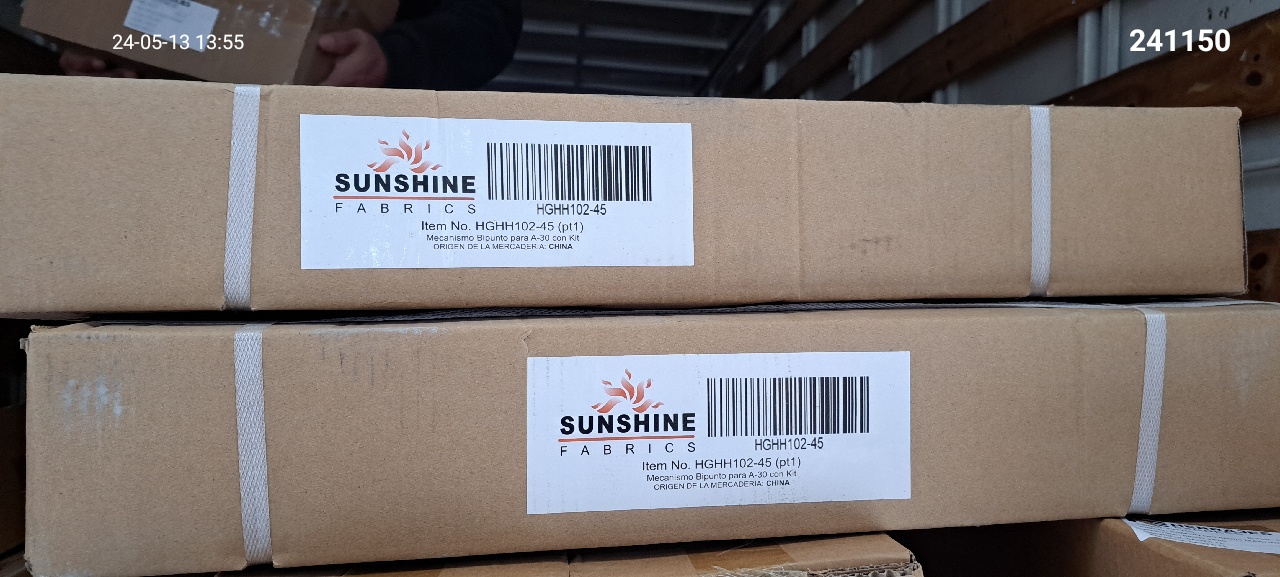 24-05-13 13:55
241150
SUNSHINE
FABRICS
HGHH102-45
Item No. HGHH102-45 (pt1)
Mecanismo Bipunto para A-30 con Kit
ORIGEN DE LA MERCADERIA: CHINA
SUNSHINE
FABRICS
HGHH102-45
Item No. HGHH102-45 (pt1)
Mecanismo Bipunto para A-30 con Kit
ORIGEN DE LA MERCADERIA: CHINA